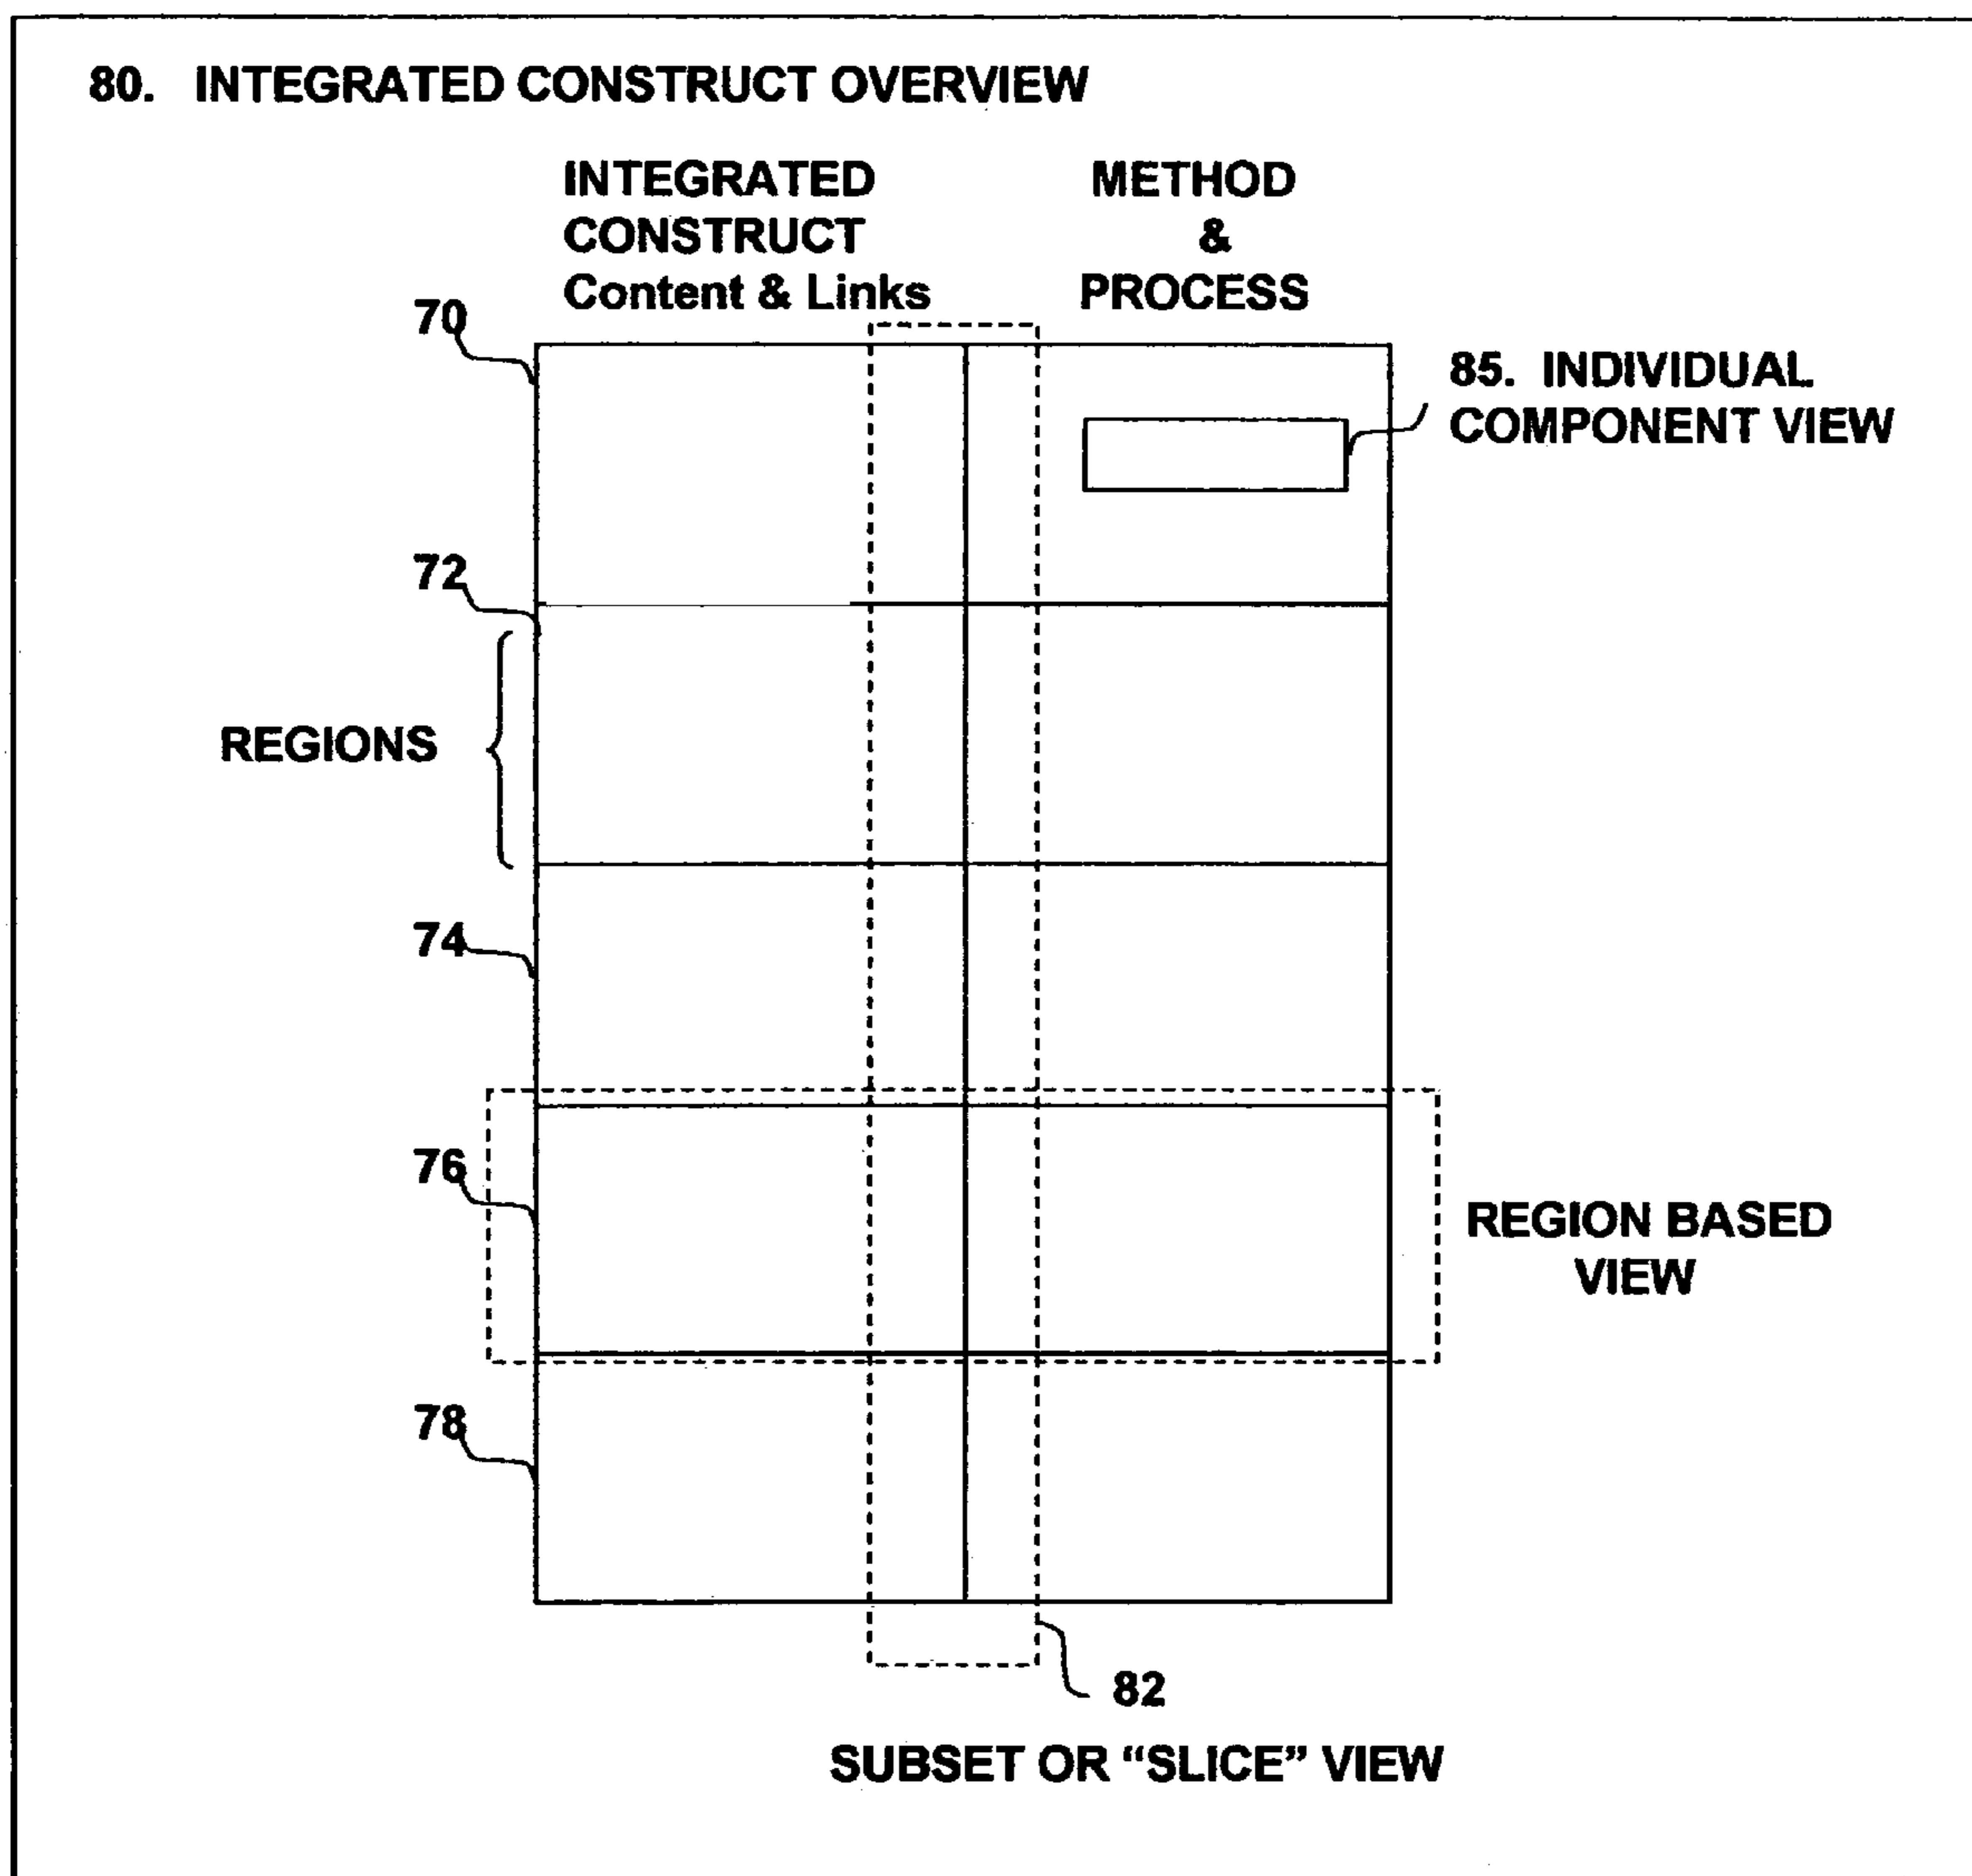 80. INTEGRATED CONSTRUCT OVERVIEW
INTEGRATED
CONSTRUCT
Content & Links
METHOD
&
PROCESS
70
85. INDIVIDUAL
COMPONENT VIEW
72
REGIONS
74
76
REGION BASED
VIEW
78
82
SUBSET OR “SLICE” VIEW